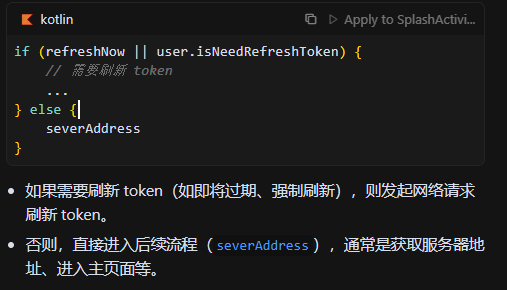 kotlin
Apply to SplashActivi...
if (refreshNow || user.isNeedRefreshToken) {
// 需要刷新 token
...
} else {
severAddress
}
如果需要刷新 token（如即将过期、强制刷新），则发起网络请求
刷新 token。
否则，直接进入后续流程（severAddress），通常是获取服务器地
址、进入主页面等。